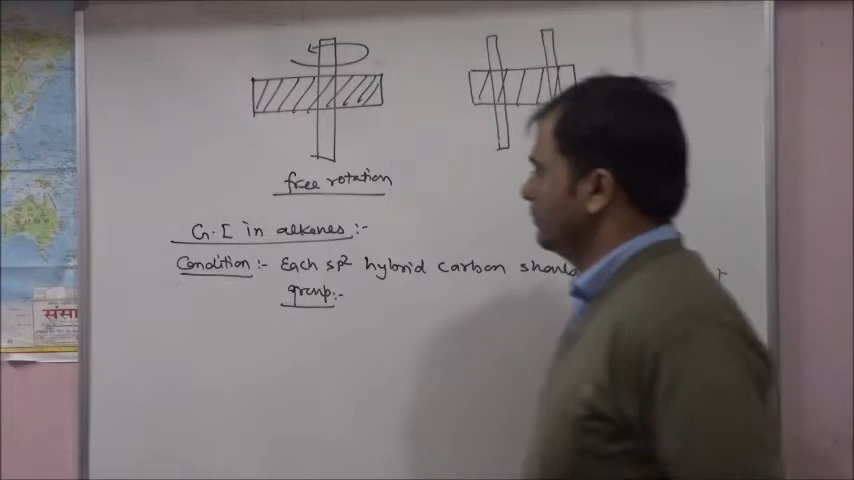 free rotation
G.I in alkenes :-
Condition :- Each sp² hybrid carbon should
group:-
संसा